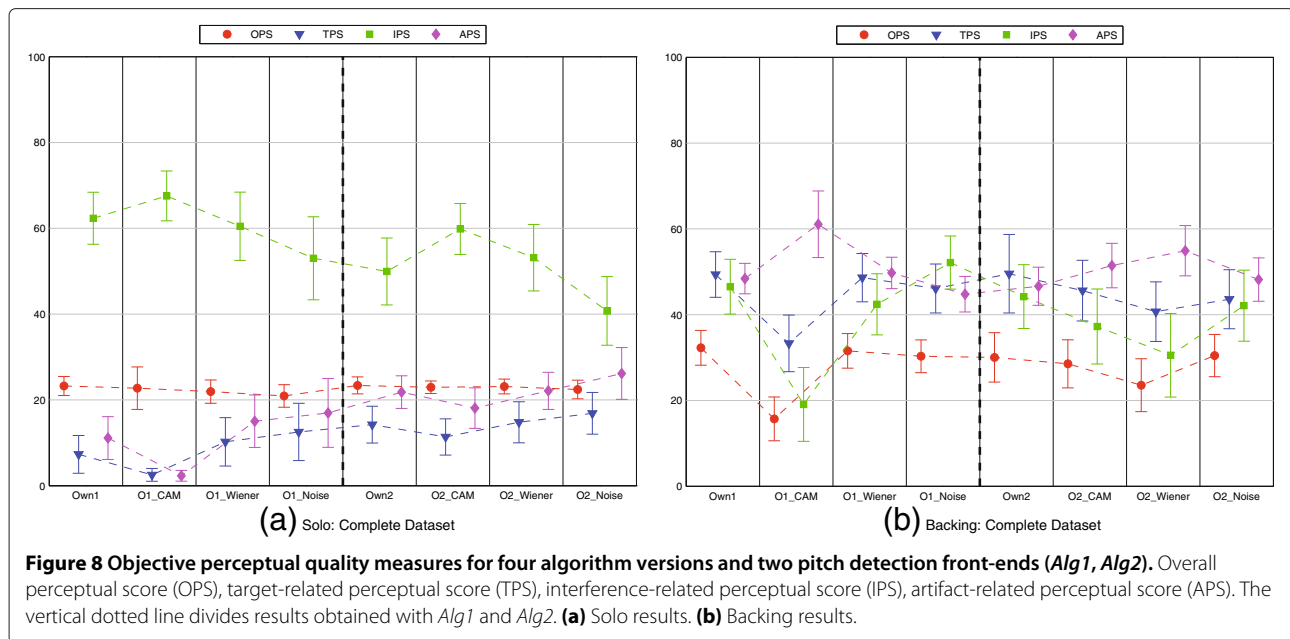 OPS TPS IPS APS
100
80
60
40
20
0
Own1 O1_CAM O1_Wiener O1_Noise Own2 O2_CAM O2_Wiener O2_Noise
(a) Solo: Complete Dataset
OPS TPS IPS APS
100
80
60
40
20
0
Own1 O1_CAM O1_Wiener O1_Noise Own2 O2_CAM O2_Wiener O2_Noise
(b) Backing: Complete Dataset
Figure 8 Objective perceptual quality measures for four algorithm versions and two pitch detection front-ends (Alg1, Alg2). Overall
perceptual score (OPS), target-related perceptual score (TPS), interference-related perceptual score (IPS), artifact-related perceptual score (APS). The
vertical dotted line divides results obtained with Alg1 and Alg2. (a) Solo results. (b) Backing results.